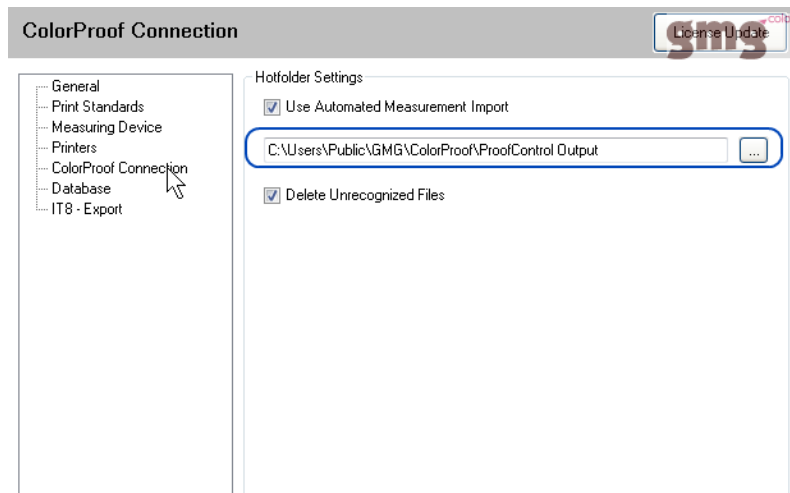 ColorProof Connection
License Update
gmg
color
General
Print Standards
Measuring Device
Printers
ColorProof Connection
Database
IT8 - Export
Hotfolder Settings
Use Automated Measurement Import
C:\Users\Public\GMG\ColorProof\ProofControl Output
...
Delete Unrecognized Files